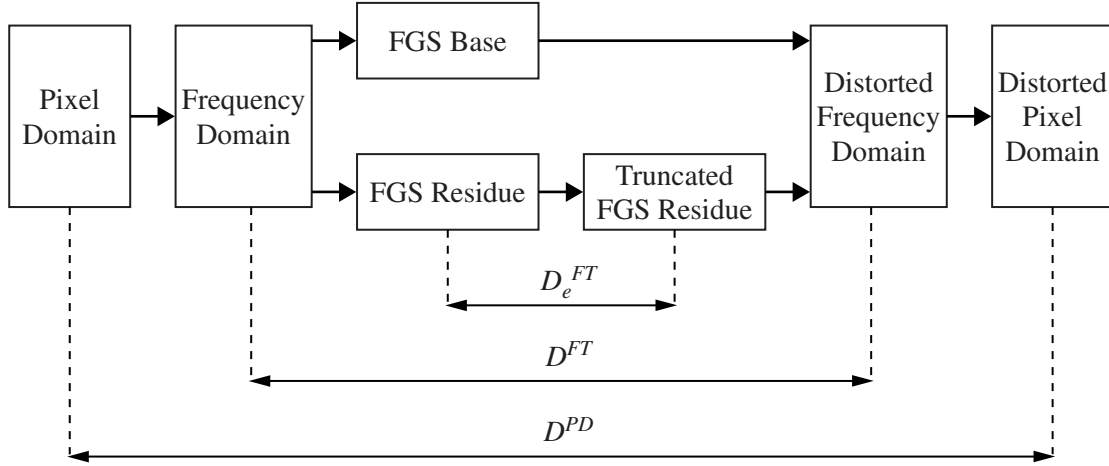 FGS Base
Pixel
Domain
Frequency
Domain
Distorted
Frequency
Domain
Distorted
Pixel
Domain
FGS Residue
Truncated
FGS Residue
D_e^{FT}
D^{FT}
D^{PD}